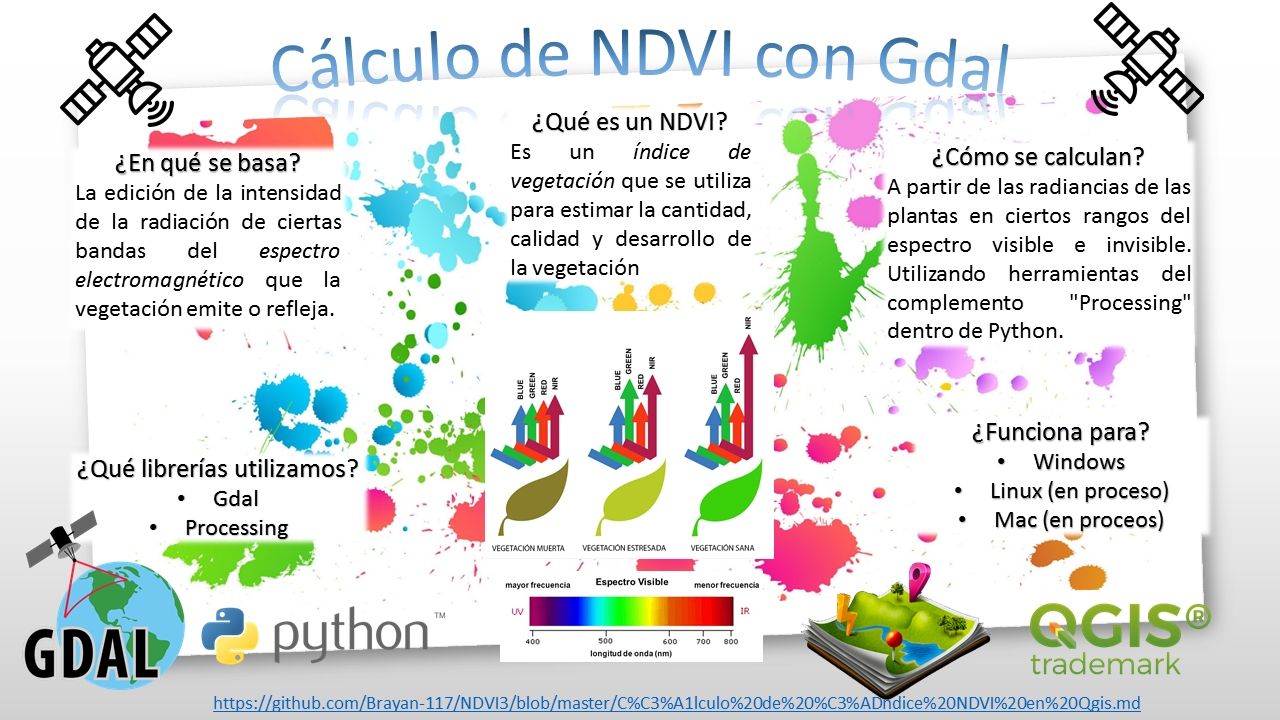 Cálculo de NDVI con Gdal
¿En qué se basa?
La edición de la intensidad
de la radiación de ciertas
bandas del espectro
electromagnético que la
vegetación emite o refleja.
¿Qué es un NDVI?
Es un índice de
vegetación que se utiliza
para estimar la cantidad,
calidad y desarrollo de
la vegetación
¿Cómo se calculan?
A partir de las radiancias de las
plantas en ciertos rangos del
espectro visible e invisible.
Utilizando herramientas del
complemento "Processing"
dentro de Python.
BLUE
GREEN
RED
NIR
BLUE
GREEN
RED
NIR
BLUE
GREEN
RED
NIR
VEGETACIÓN MUERTA
VEGETACIÓN ESTRESADA
VEGETACIÓN SANA
¿Qué librerías utilizamos?
• Gdal
• Processing
¿Funciona para?
• Windows
• Linux (en proceso)
• Mac (en proceos)
mayor frecuencia
Espectro Visible
menor frecuencia
UV
IR
400 500 600 700 800
longitud de onda (nm)
GDAL
python™
QGIS®
trademark
https://github.com/Brayan-117/NDVI3/blob/master/C%C3%A1lculo%20de%20%C3%ADndice%20NDVI%20en%20Qgis.md